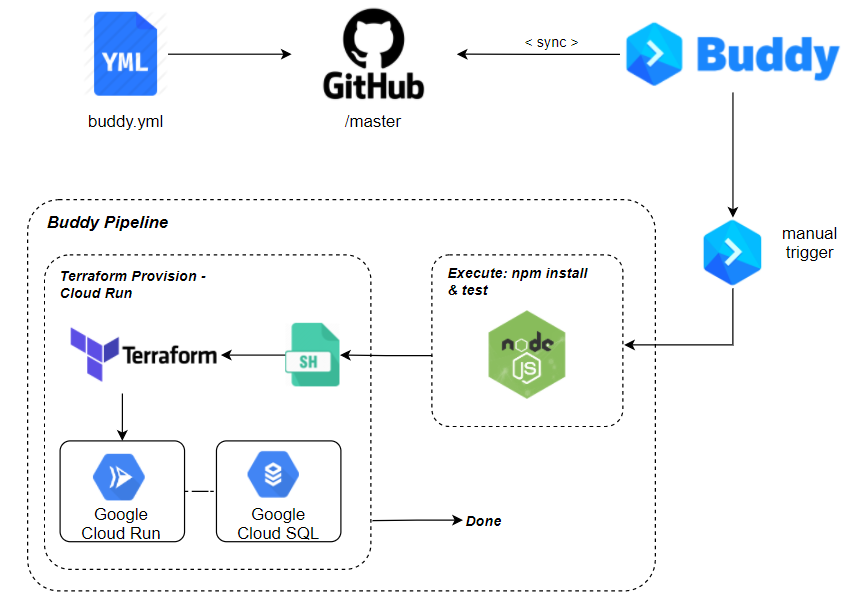 YML
buddy.yml
GitHub
/master
< sync >
Buddy
manual
trigger
Buddy Pipeline
Terraform Provision -
Cloud Run
Terraform
SH
Execute: npm install
& test
node
JS
Google
Cloud Run
Google
Cloud SQL
Done